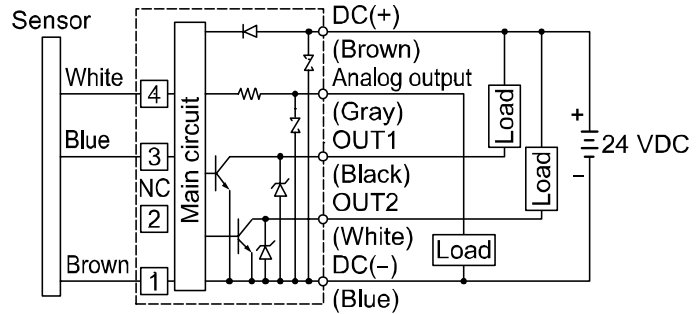 Sensor
White
Blue
Brown
4
3
NC
2
1
Main circuit
DC(+)
(Brown)
Analog output
(Gray)
OUT1
(Black)
OUT2
(White)
DC(−)
(Blue)
Load
Load
Load
+
24 VDC
−